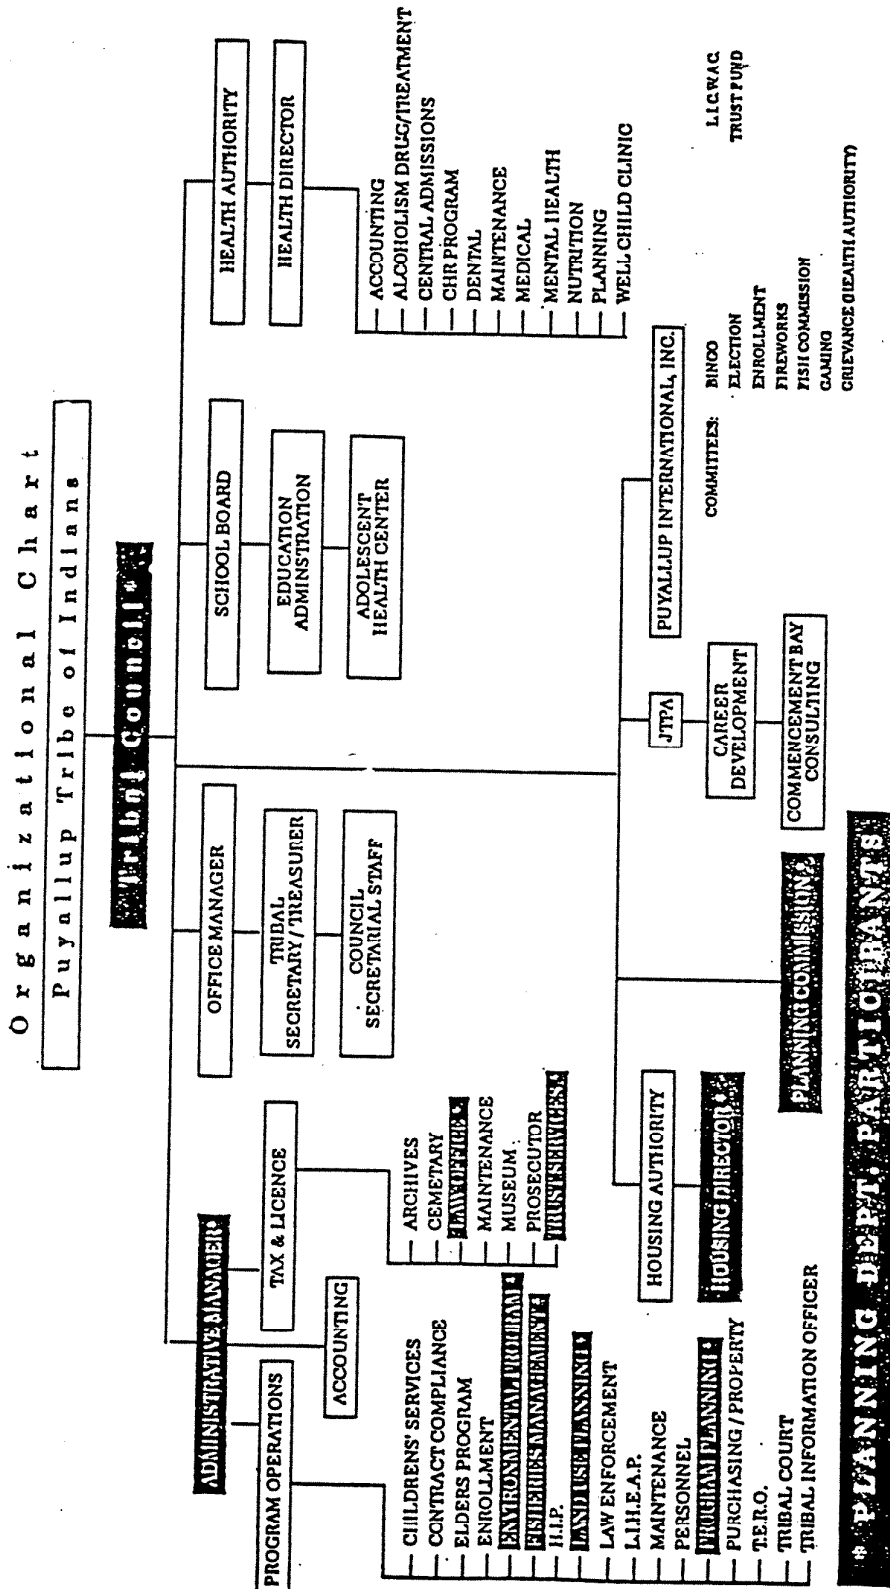 Organizational Chart
Puyallup Tribe of Indians
* Tribal Council *
ADMINISTRATIVE MANAGER*
PROGRAM OPERATIONS
ACCOUNTING
TAX & LICENCE
CHILDRENS' SERVICES
CONTRACT COMPLIANCE
ELDERS PROGRAM
ENROLLMENT
ENVIRONMENTAL PROGRAM*
FISHERIES MANAGEMENT*
H.I.P.
LAND USE PLANNING*
LAW ENFORCEMENT
L.I.H.E.A.P.
MAINTENANCE
PERSONNEL
PROGRAM PLANNING*
PURCHASING / PROPERTY
T.E.R.O.
TRIBAL COURT
TRIBAL INFORMATION OFFICER
ARCHIVES
CEMETARY
LAW OFFICE*
MAINTENANCE
MUSEUM
PROSECUTOR
TRUST SERVICES*
OFFICE MANAGER
TRIBAL
SECRETARY / TREASURER
COUNCIL
SECRETARIAL STAFF
SCHOOL BOARD
EDUCATION
ADMINSTRATION
ADOLESCENT
HEALTH CENTER
HEALTH AUTHORITY
HEALTH DIRECTOR
ACCOUNTING
ALCOHOLISM DRUG/TREATMENT
CENTRAL ADMISSIONS
CHR PROGRAM
DENTAL
MAINTENANCE
MEDICAL
MENTAL HEALTH
NUTRITION
PLANNING
WELL CHILD CLINIC
HOUSING AUTHORITY
HOUSING DIRECTOR*
PLANNING COMMISSION*
JTPA
CAREER
DEVELOPMENT
COMMENCEMENT BAY
CONSULTING
PUYALLUP INTERNATIONAL, INC.
COMMITTEES: BINGO
ELECTION
ENROLLMENT
FIREWORKS
FISH COMMISSION
GAMING
GRIEVANCE (HEALTH AUTHORITY)
L.I.C.W.A.C.
TRUST FUND
* PLANNING DEPT. PARTICIPANTS